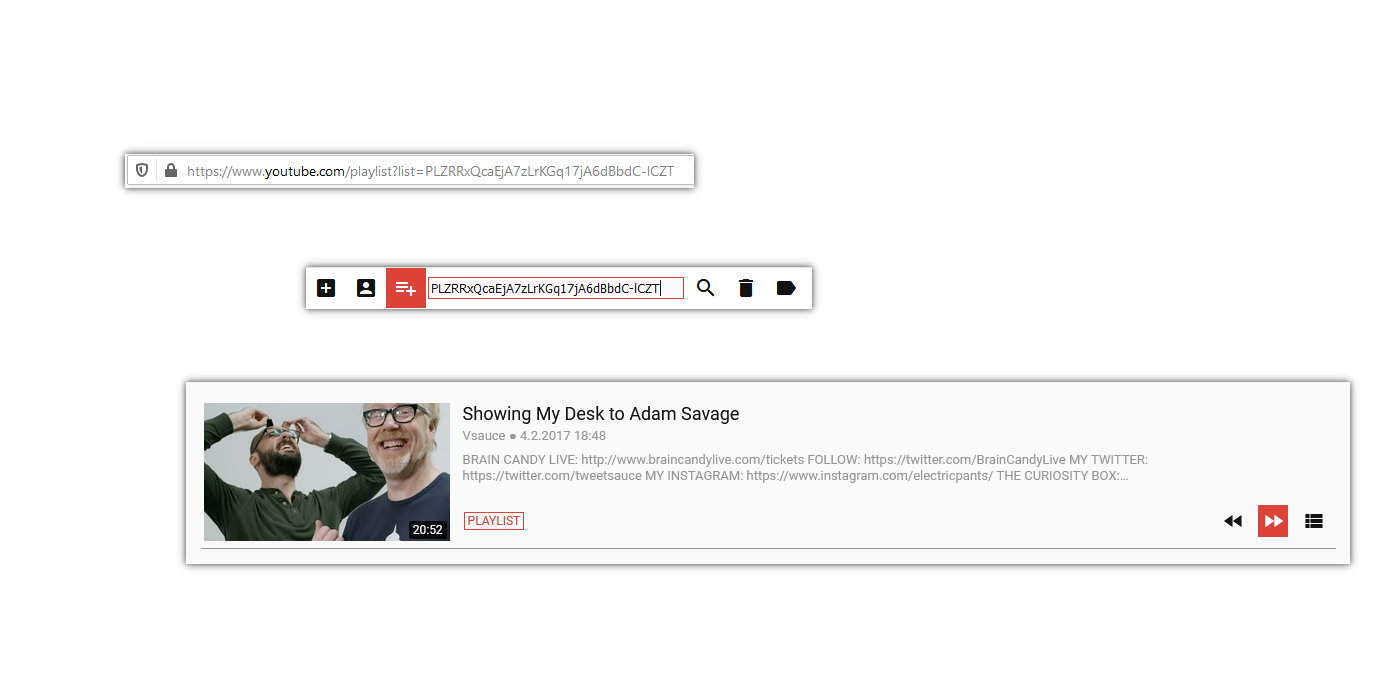 https://www.youtube.com/playlist?list=PLZRRxQcaEjA7zLrKGq17jA6dBbdC-lCZT
PLZRRxQcaEjA7zLrKGq17jA6dBbdC-lCZT
Showing My Desk to Adam Savage
Vsauce ● 4.2.2017 18:48
BRAIN CANDY LIVE: http://www.braincandylive.com/tickets FOLLOW: https://twitter.com/BrainCandyLive MY TWITTER:
https://twitter.com/tweetsauce MY INSTAGRAM: https://www.instagram.com/electricpants/ THE CURIOSITY BOX:…
20:52
PLAYLIST